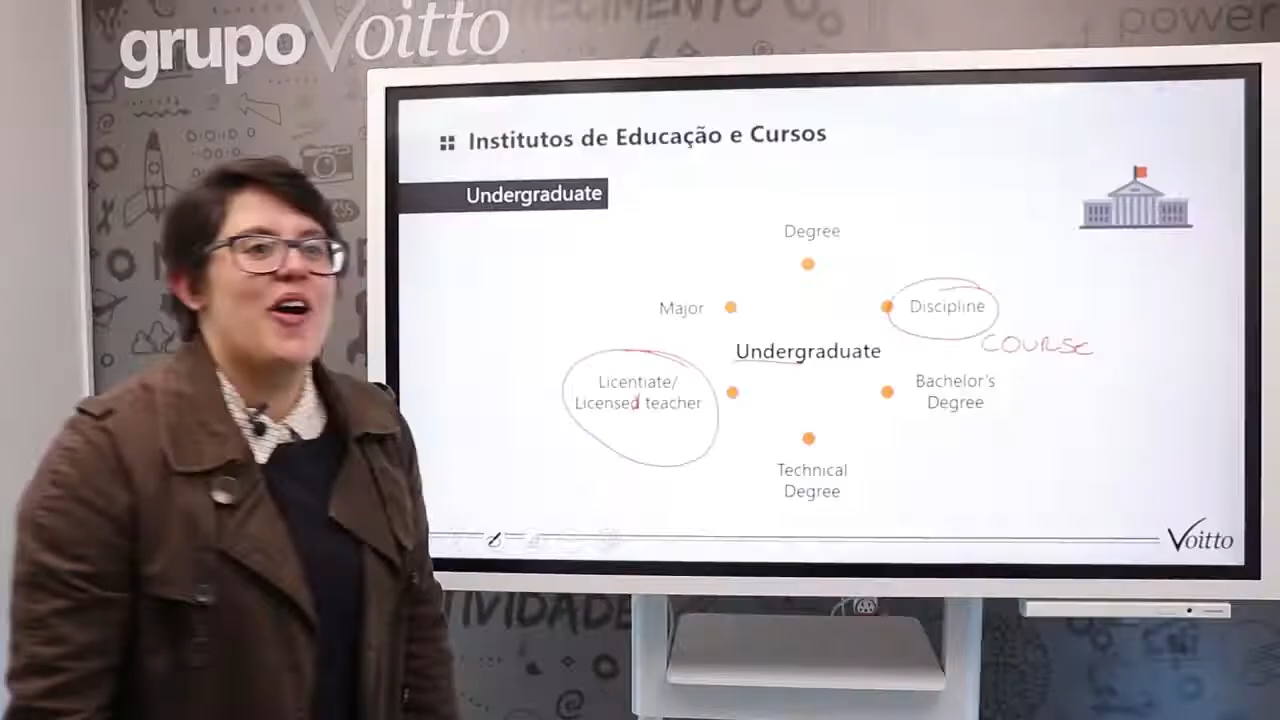 grupo Voitto
CONHECIMENTO
power
Institutos de Educação e Cursos
Undergraduate
Degree
Major
Discipline
COURSE
Undergraduate
Licentiate/
Licensed teacher
Bachelor's
Degree
Technical
Degree
Voitto